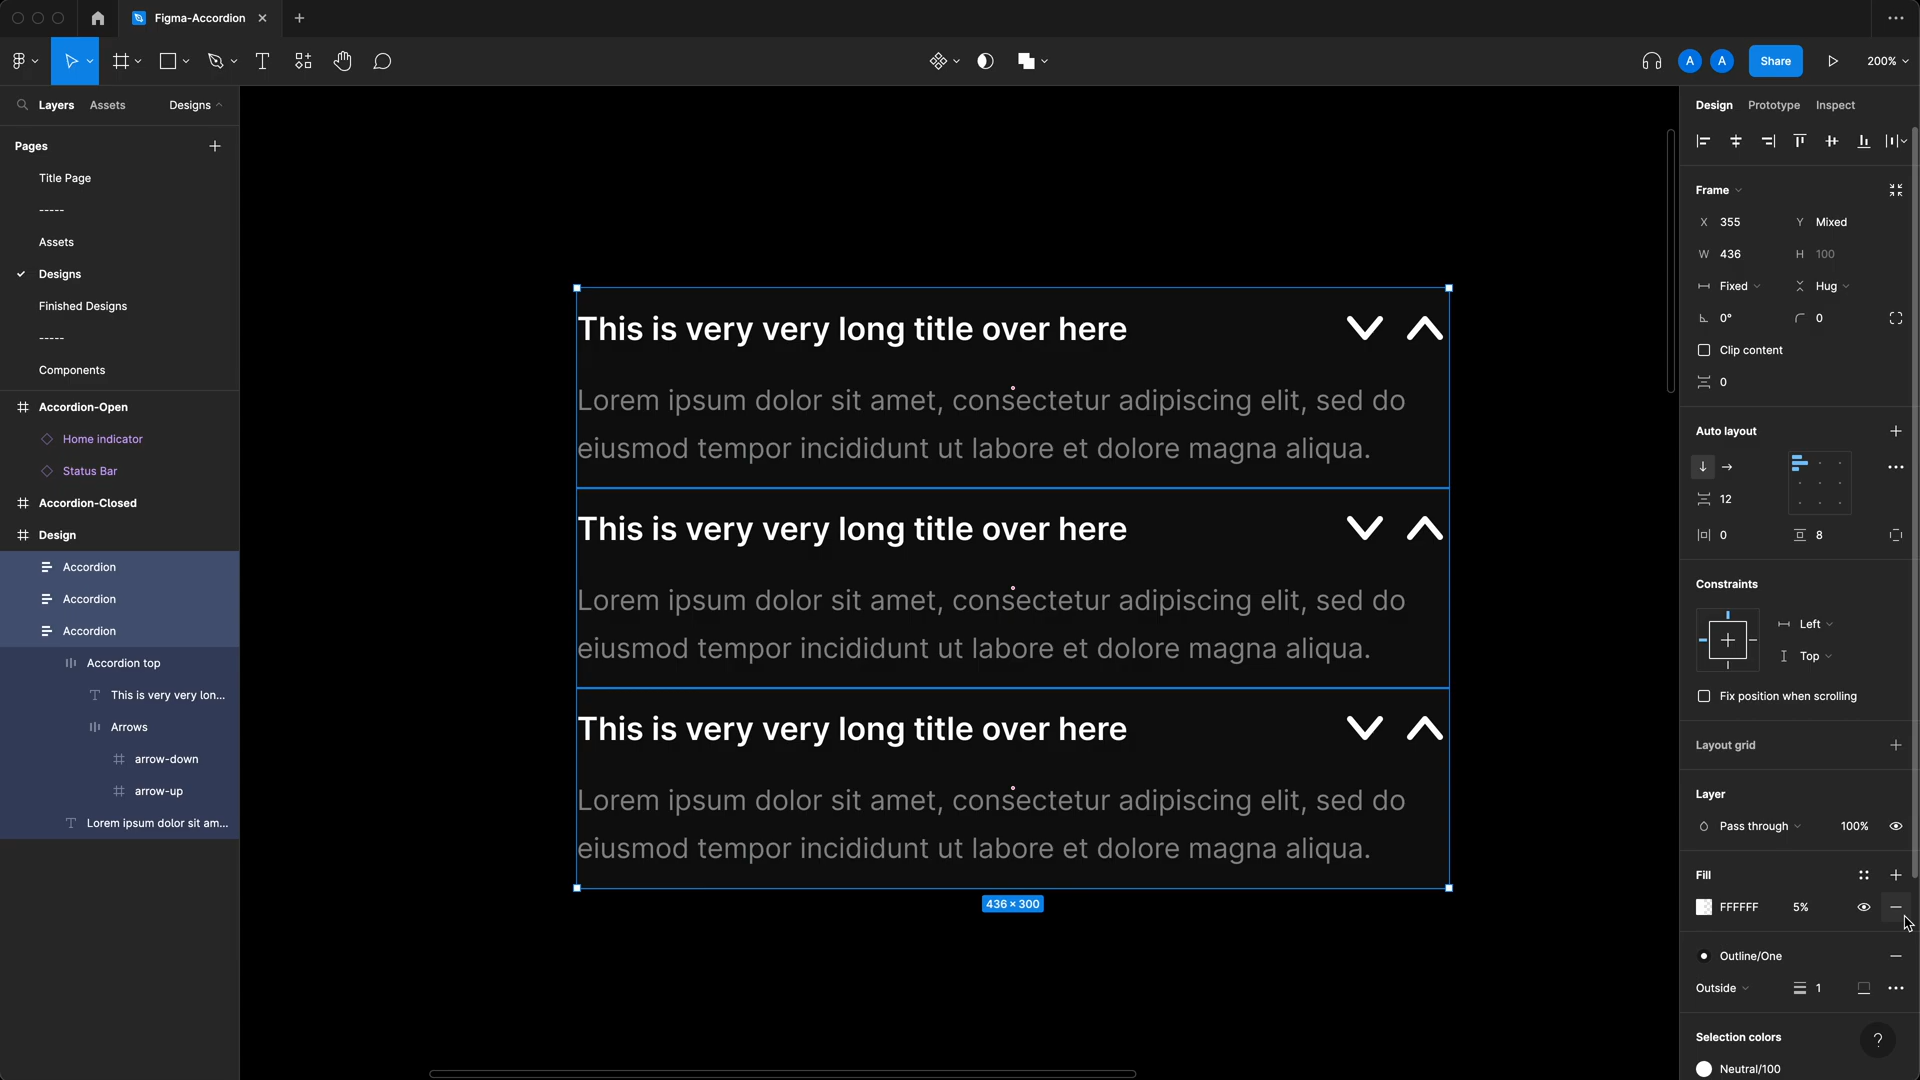 Figma-Accordion
A
A
Share
200%
Layers
Assets
Designs
Pages
Title Page
-----
Assets
Designs
Finished Designs
-----
Components
Accordion-Open
Home indicator
Status Bar
Accordion-Closed
Design
Accordion
Accordion
Accordion
Accordion top
This is very very lon...
Arrows
arrow-down
arrow-up
Lorem ipsum dolor sit am...
This is very very long title over here
Lorem ipsum dolor sit amet, consectetur adipiscing elit, sed do
eiusmod tempor incididunt ut labore et dolore magna aliqua.
This is very very long title over here
Lorem ipsum dolor sit amet, consectetur adipiscing elit, sed do
eiusmod tempor incididunt ut labore et dolore magna aliqua.
This is very very long title over here
Lorem ipsum dolor sit amet, consectetur adipiscing elit, sed do
eiusmod tempor incididunt ut labore et dolore magna aliqua.
436 × 300
Design
Prototype
Inspect
Frame
X 355
Y Mixed
W 436
H 100
Fixed
Hug
0°
0
Clip content
0
Auto layout
12
0
8
Constraints
Left
Top
Fix position when scrolling
Layout grid
Layer
Pass through
100%
Fill
FFFFFF
5%
Outline/One
Outside
1
Selection colors
?
Neutral/100